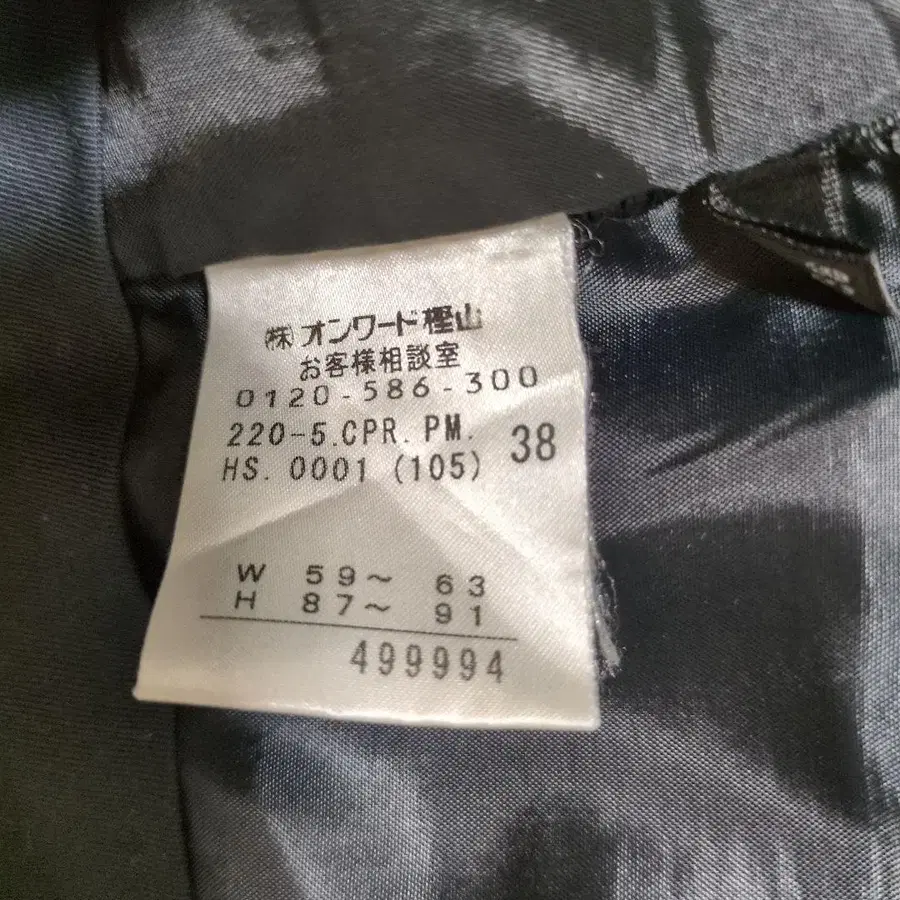 ㈱オンワード樫山
お客様相談室
0120-586-300
220-5.CPR.PM. 38
HS.0001 (105)
W 59～ 63
H 87～ 91
499994